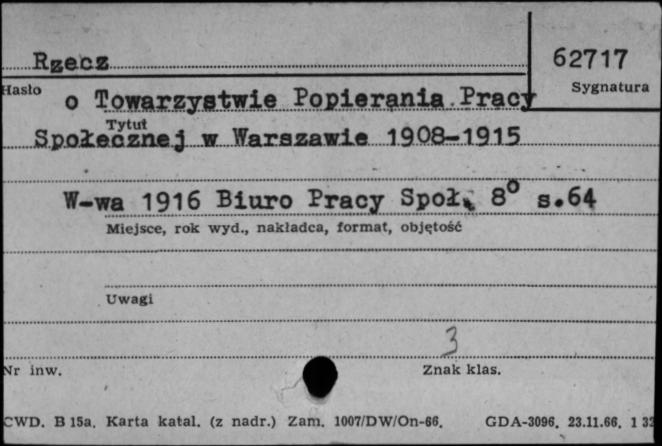 Rzecz
62717
Hasło
Sygnatura
o Towarzystwie Popierania Pracy
Tytuł
Społecznej w Warszawie 1908-1915
W-wa 1916 Biuro Pracy Społ. 8° s.64
Miejsce, rok wyd., nakładca, format, objętość
Uwagi
3
Nr inw.
Znak klas.
CWD. B 15a. Karta katal. (z nadr.) Zam. 1007/DW/On-66. GDA-3096. 23.11.66. 1 32